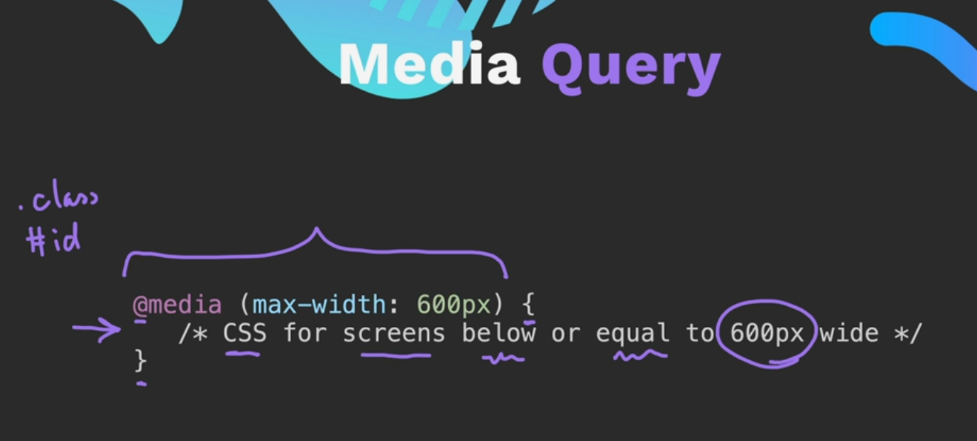 Media Query
.class
#id
@media (max-width: 600px) {
/* CSS for screens below or equal to 600px wide */
}